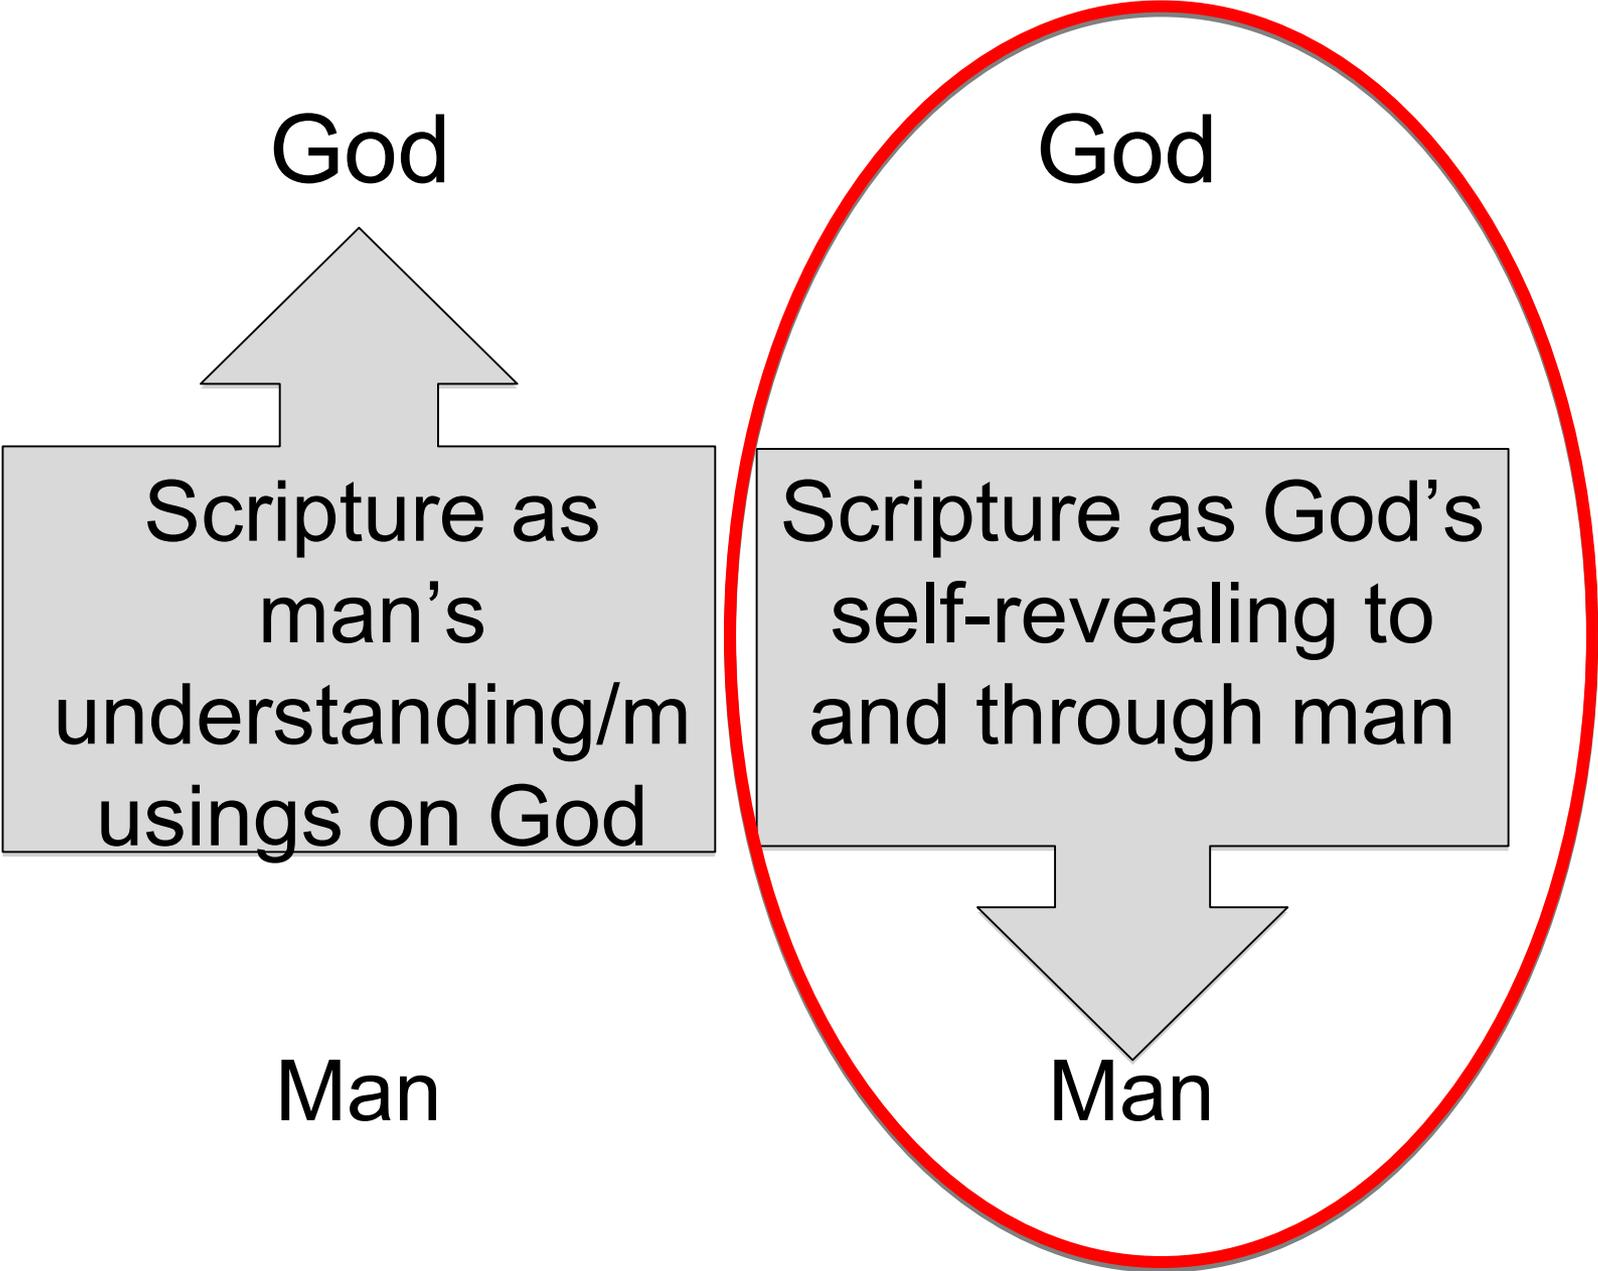 God
Scripture as
man’s
understanding/m
usings on God
Man
God
Scripture as God’s
self-revealing to
and through man
Man